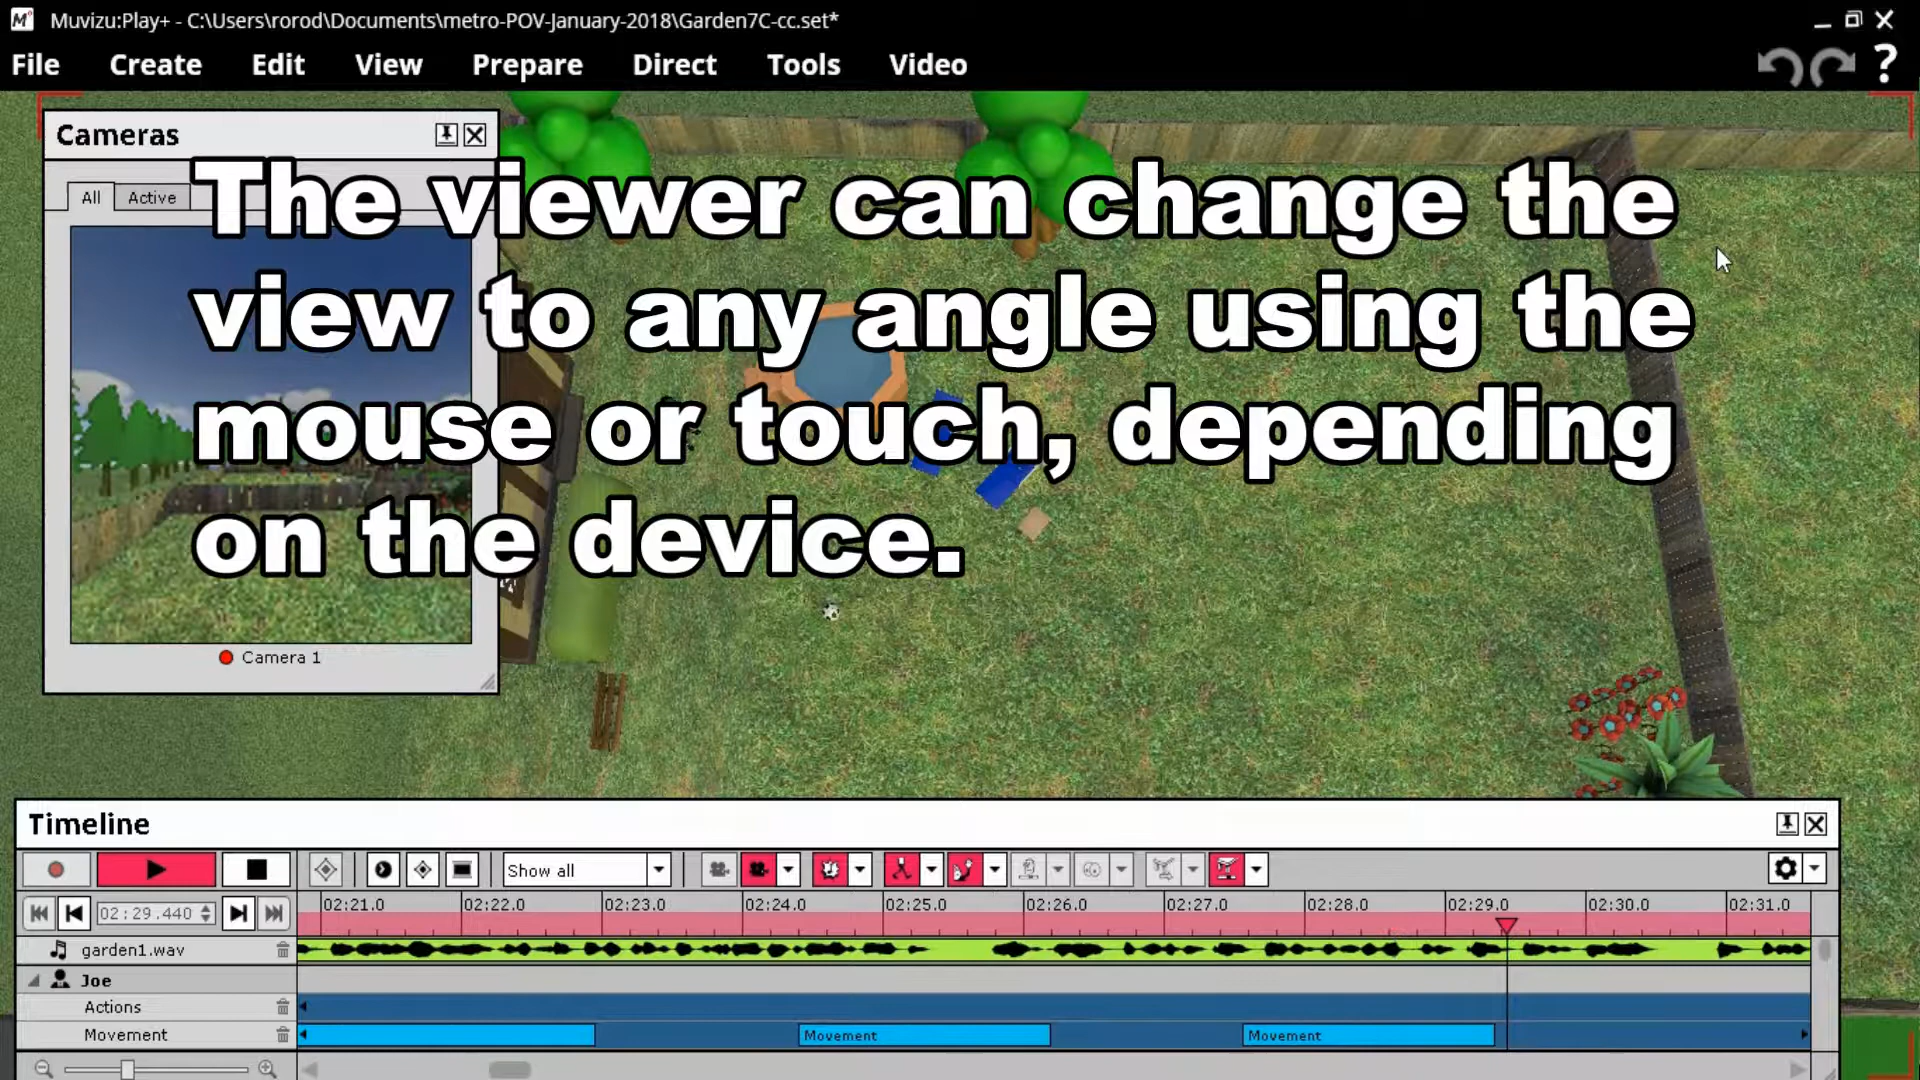 Muvizu:Play+ - C:\Users\rorod\Documents\metro-POV-January-2018\Garden7C-cc.set*
File Create Edit View Prepare Direct Tools Video ?
Cameras
All Active
The viewer can change the
view to any angle using the
mouse or touch, depending
on the device.
Camera 1
Timeline
Show all
02:29.440
02:21.0 02:22.0 02:23.0 02:24.0 02:25.0 02:26.0 02:27.0 02:28.0 02:29.0 02:30.0 02:31.0
garden1.wav
Joe
Actions
Movement Movement Movement